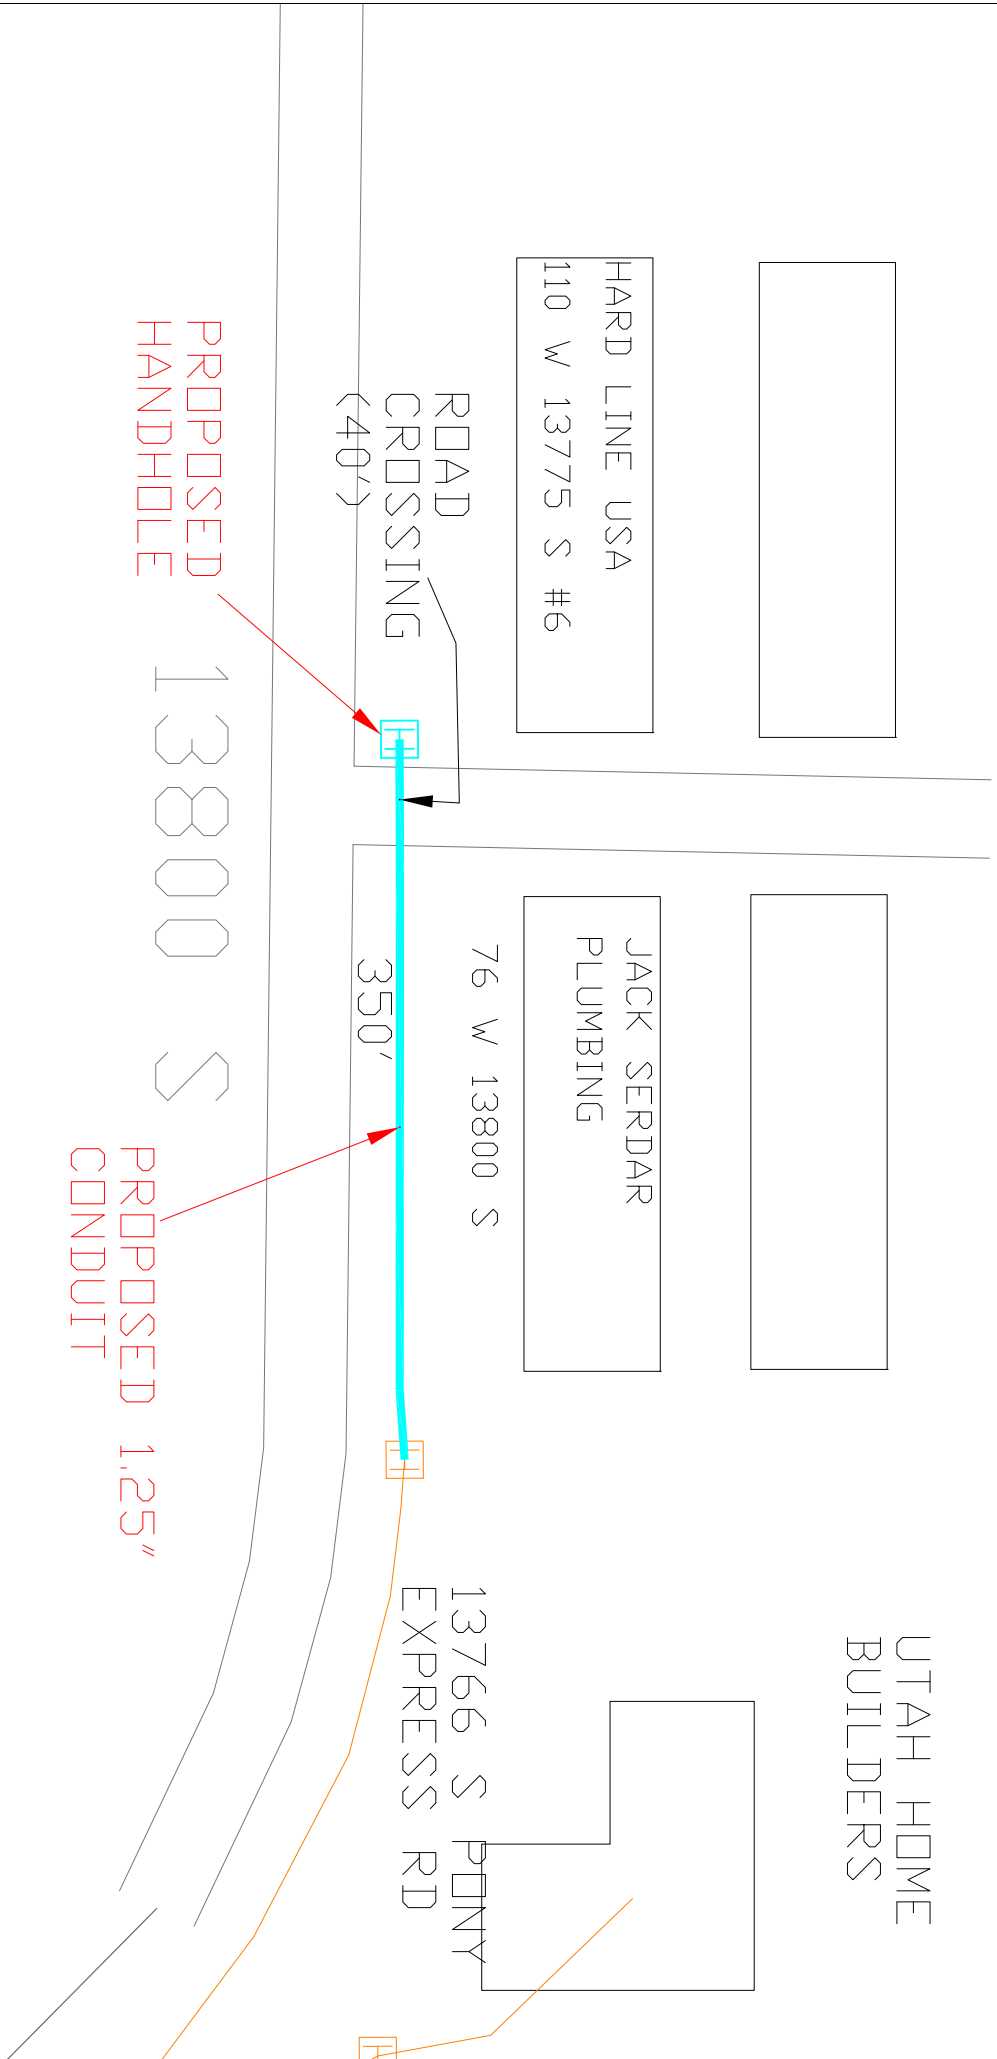 UTAH HOME
BUILDERS
HARD LINE USA
110 W 13775 S #6
JACK SERDAR
PLUMBING
76 W 13800 S
13766 S PONY
EXPRESS RD
ROAD
CROSSING
(40')
350'
PROPOSED
HANDHOLE
13800 S
PROPOSED 1.25"
CONDUIT
H
H
H